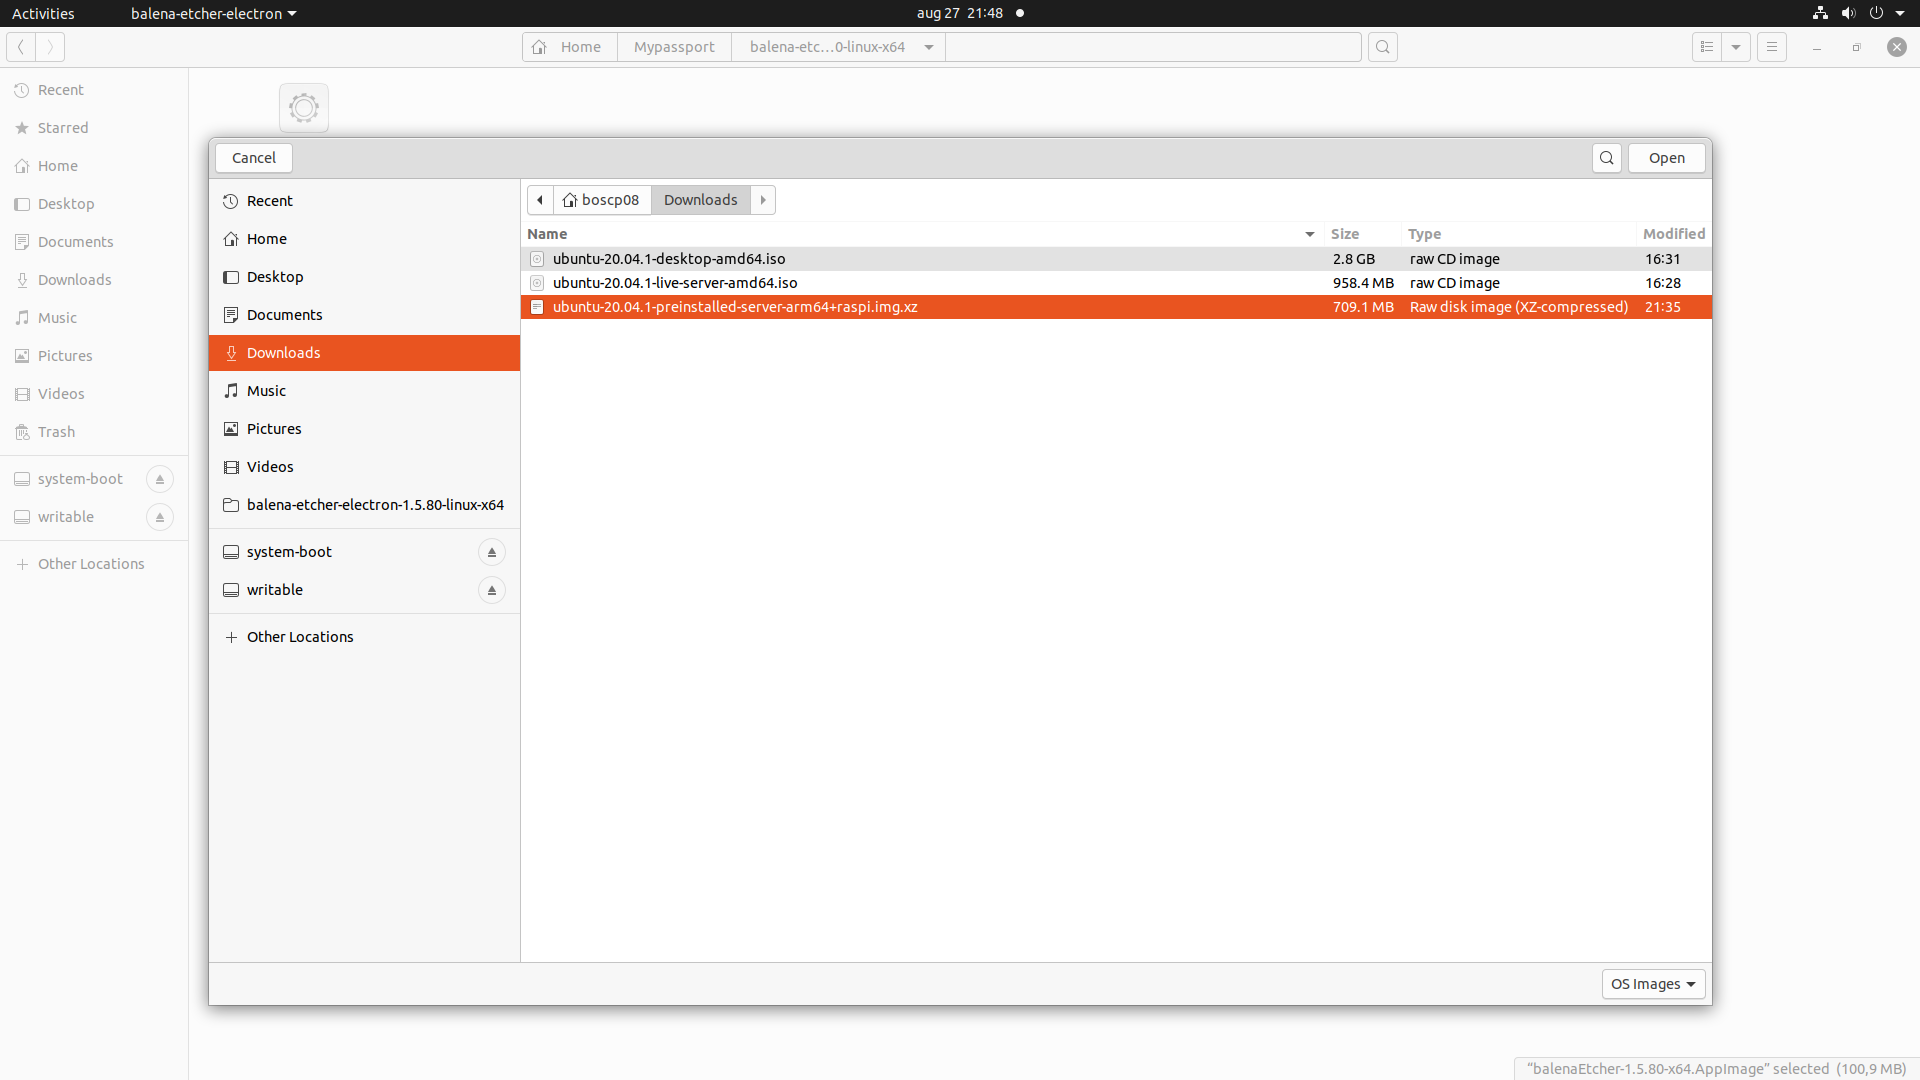 Activities balena-etcher-electron aug 27 21:48
Home Mypassport balena-etc...0-linux-x64
Recent
Starred
Home
Desktop
Documents
Downloads
Music
Pictures
Videos
Trash
system-boot
writable
Other Locations
Cancel Open
Recent
Home
Desktop
Documents
Downloads
Music
Pictures
Videos
balena-etcher-electron-1.5.80-linux-x64
system-boot
writable
Other Locations
boscp08 Downloads
Name Size Type Modified
ubuntu-20.04.1-desktop-amd64.iso 2.8 GB raw CD image 16:31
ubuntu-20.04.1-live-server-amd64.iso 958.4 MB raw CD image 16:28
ubuntu-20.04.1-preinstalled-server-arm64+raspi.img.xz 709.1 MB Raw disk image (XZ-compressed) 21:35
OS Images
“balenaEtcher-1.5.80-x64.AppImage” selected (100,9 MB)